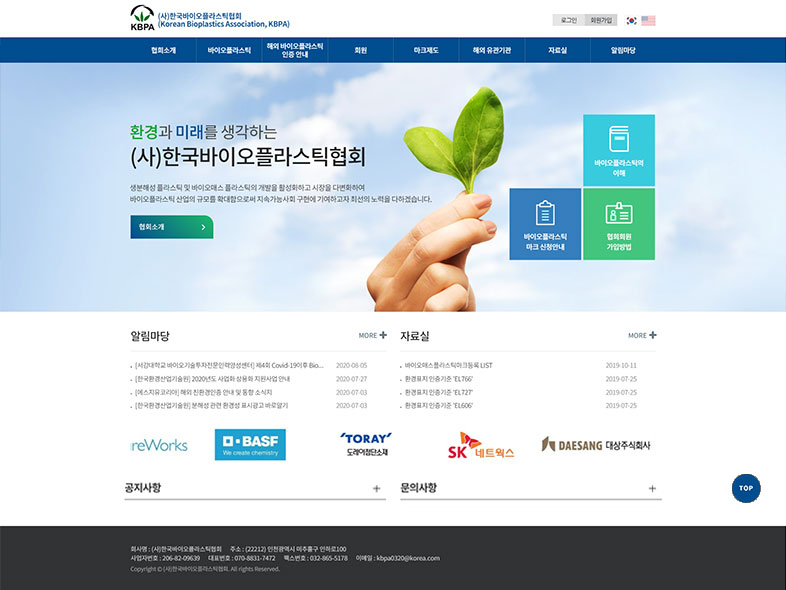 KBPA
(사)한국바이오플라스틱협회
(Korean Bioplastics Association, KBPA)
로그인 회원가입
협회소개 바이오플라스틱 해외 바이오플라스틱 인증 안내 회원 마크제도 해외 유관기관 자료실 알림마당
환경과 미래를 생각하는
(사)한국바이오플라스틱협회
생분해성 플라스틱 및 바이오매스 플라스틱의 개발을 활성화하고 시장을 다변화하여
바이오플라스틱 산업의 규모를 확대함으로써 지속가능사회 구현에 기여하고자 최선의 노력을 다하겠습니다.
협회소개
바이오플라스틱의
이해
바이오플라스틱
마크 신청안내
협회회원
가입방법
알림마당 MORE +
[서강대학교 바이오기술투자전문인력양성센터] 제4회 Covid-19이후 Bio... 2020-08-05
[한국환경산업기술원] 2020년도 사업화 상용화 지원사업 안내 2020-07-27
[에스지유코리아] 해외 친환경인증 안내 및 동향 소식지 2020-07-03
[한국환경산업기술원] 분해성 관련 환경성 표시광고 바로알기 2020-07-03
자료실 MORE +
바이오매스플라스틱마크등록 LIST 2019-10-11
환경표지 인증기준 'EL766' 2019-07-25
환경표지 인증기준 'EL727' 2019-07-25
환경표지 인증기준 'EL606' 2019-07-25
reWorks
BASF
We create chemistry
'TORAY'
도레이첨단소재
SK 네트웍스
DAESANG 대상주식회사
공지사항 +
문의사항 +
TOP
회사명 : (사)한국바이오플라스틱협회 주소 : (22212) 인천광역시 미추홀구 인하로100
사업자번호 : 206-82-09639 대표번호 : 070-8831-7472 팩스번호 : 032-865-5178 이메일 : kbpa0320@korea.com
Copyright © (사)한국바이오플라스틱협회. All rights Reserved.